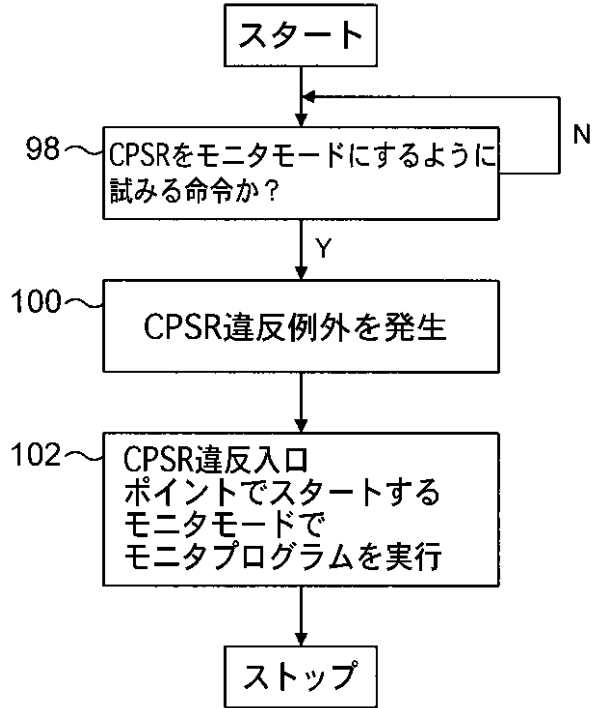 スタート
N
98
CPSRをモニタモードにするように
試みる命令か？
Y
100
CPSR違反例外を発生
102
CPSR違反入口
ポイントでスタートする
モニタモードで
モニタプログラムを実行
ストップ